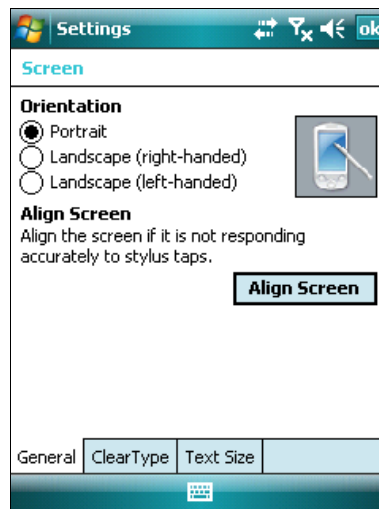 Settings
ok
Screen
Orientation
Portrait
Landscape (right-handed)
Landscape (left-handed)
Align Screen
Align the screen if it is not responding
accurately to stylus taps.
Align Screen
General ClearType Text Size